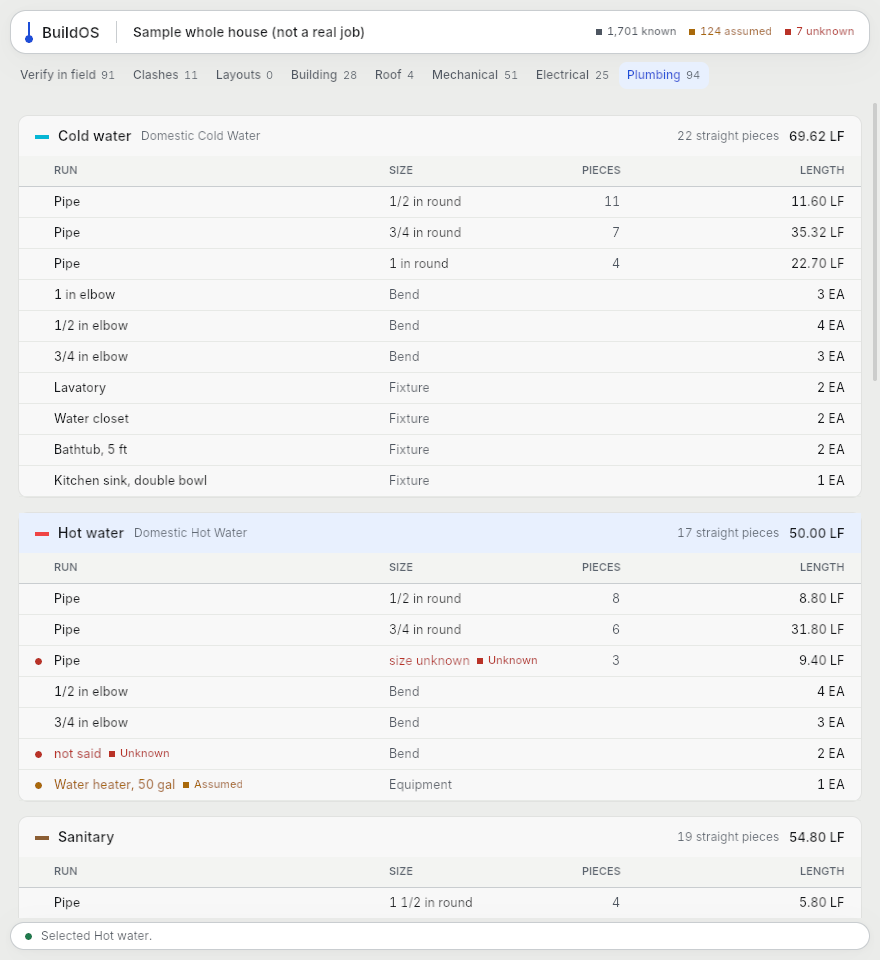 BuildOS Sample whole house (not a real job) 1,701 known 124 assumed 7 unknown
Verify in field 91 Clashes 11 Layouts 0 Building 28 Roof 4 Mechanical 51 Electrical 25 Plumbing 94
Cold water Domestic Cold Water 22 straight pieces 69.62 LF
RUN SIZE PIECES LENGTH
Pipe 1/2 in round 11 11.60 LF
Pipe 3/4 in round 7 35.32 LF
Pipe 1 in round 4 22.70 LF
1 in elbow Bend 3 EA
1/2 in elbow Bend 4 EA
3/4 in elbow Bend 3 EA
Lavatory Fixture 2 EA
Water closet Fixture 2 EA
Bathtub, 5 ft Fixture 2 EA
Kitchen sink, double bowl Fixture 1 EA
Hot water Domestic Hot Water 17 straight pieces 50.00 LF
RUN SIZE PIECES LENGTH
Pipe 1/2 in round 8 8.80 LF
Pipe 3/4 in round 6 31.80 LF
Pipe size unknown Unknown 3 9.40 LF
1/2 in elbow Bend 4 EA
3/4 in elbow Bend 3 EA
not said Unknown Bend 2 EA
Water heater, 50 gal Assumed Equipment 1 EA
Sanitary 19 straight pieces 54.80 LF
RUN SIZE PIECES LENGTH
Pipe 1 1/2 in round 4 5.80 LF
Selected Hot water.